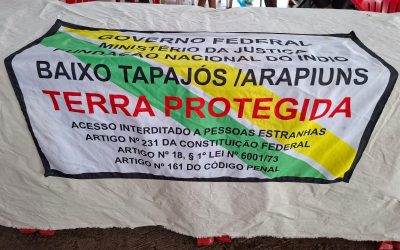 GOVERNO FEDERAL
MINISTÉRIO DA JUSTIÇA
FUNDAÇÃO NACIONAL DO ÍNDIO
BAIXO TAPAJÓS /ARAPIUNS
TERRA PROTEGIDA
ACESSO INTERDITADO A PESSOAS ESTRANHAS
ARTIGO Nº 231 DA CONSTITUIÇÃO FEDERAL
ARTIGO Nº 18, § 1º LEI Nº 6001/73
ARTIGO Nº 161 DO CÓDIGO PENAL